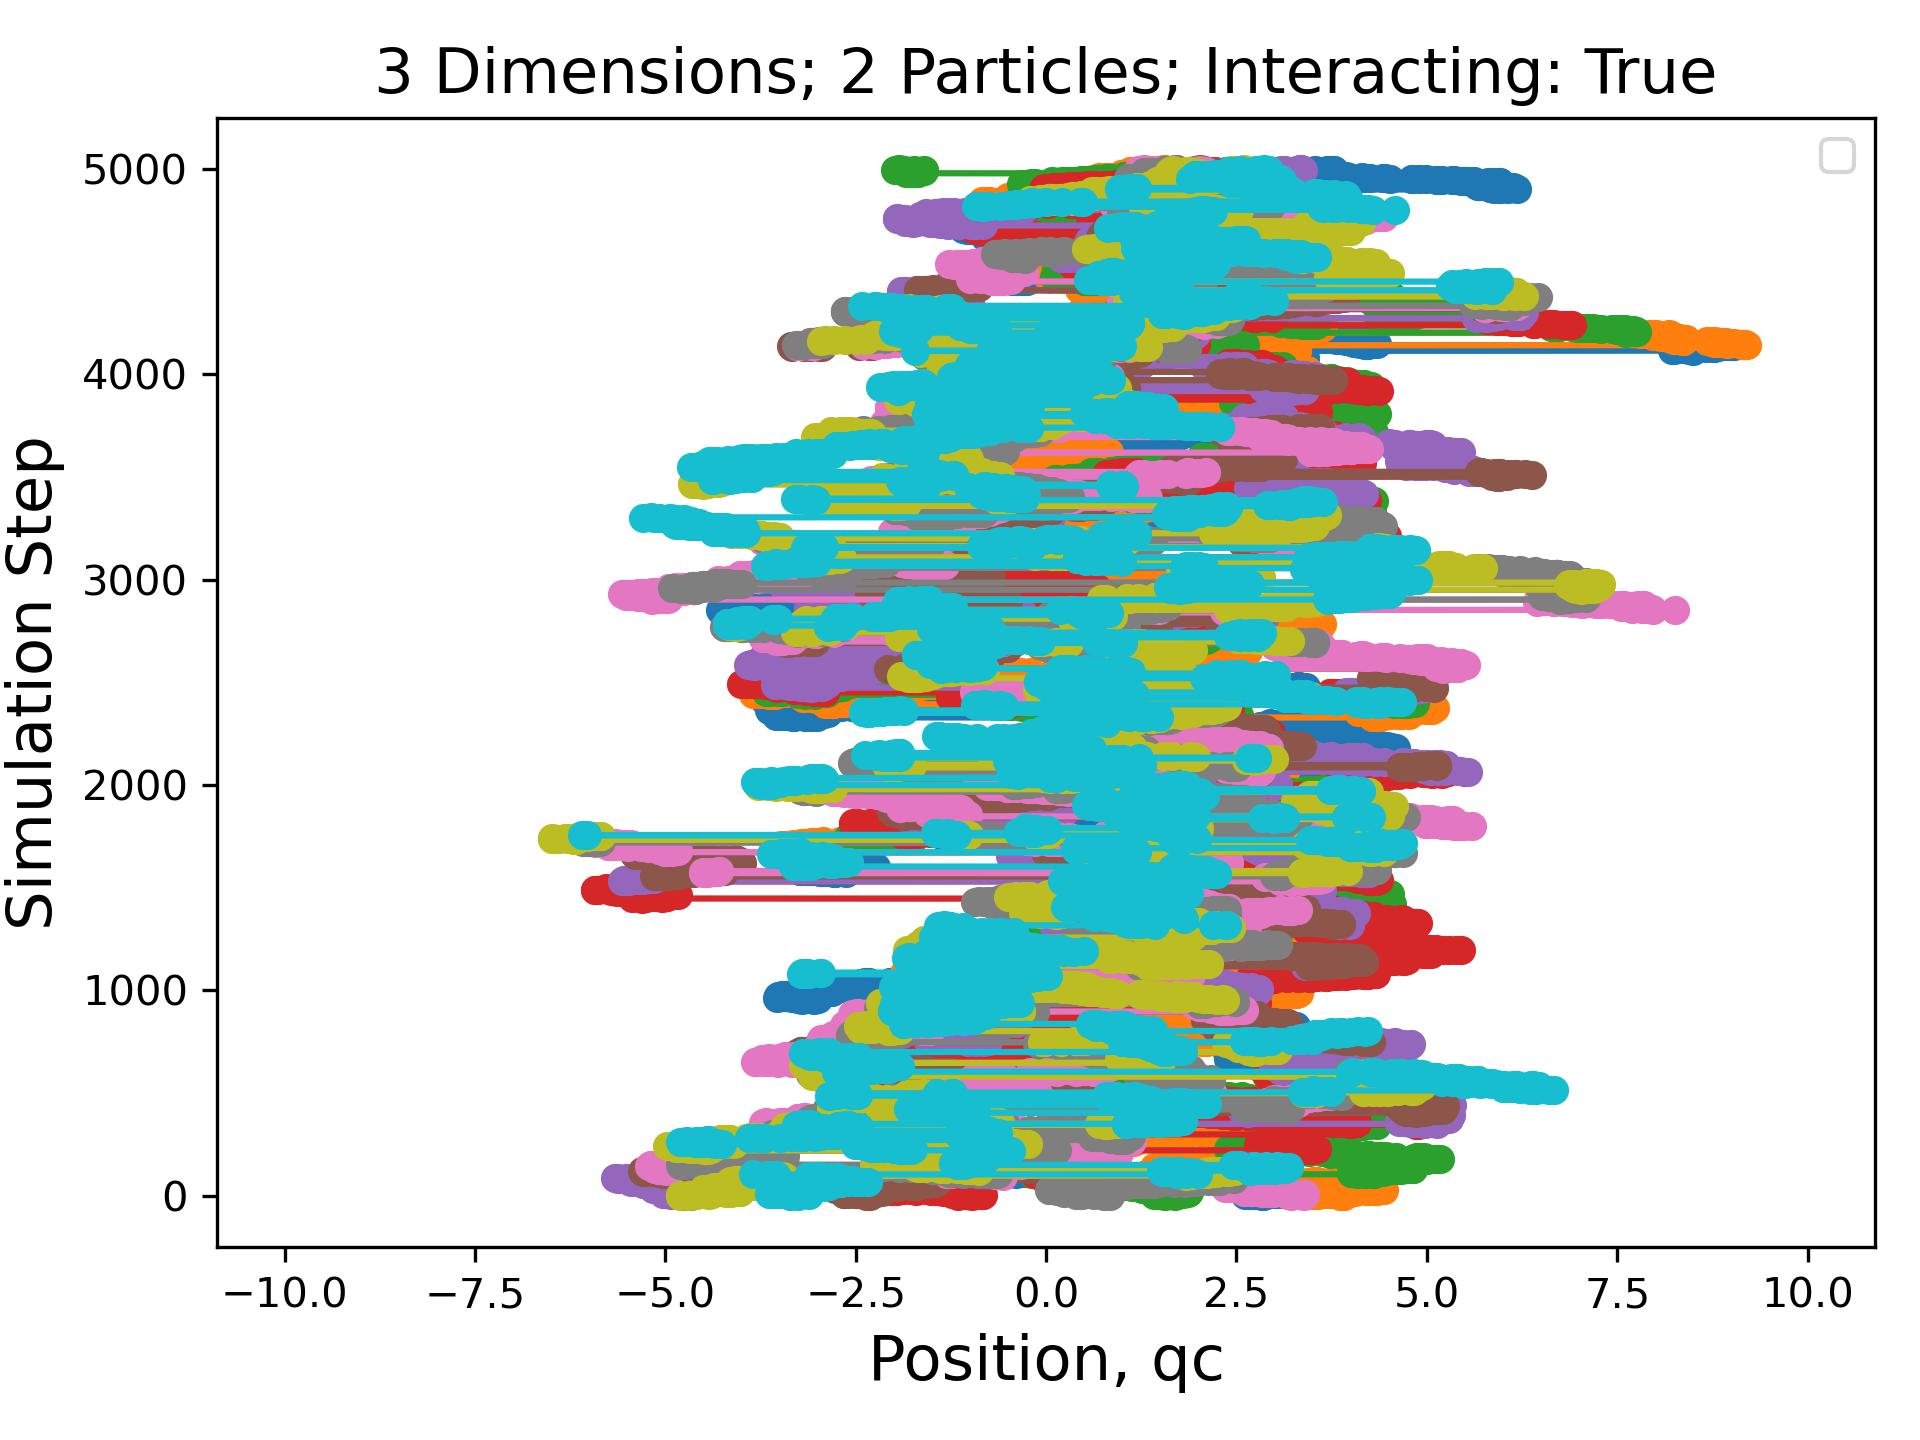 3 Dimensions; 2 Particles; Interacting: True
5000
4000
3000
2000
1000
0
Simulation Step
−10.0 −7.5 −5.0 −2.5 0.0 2.5 5.0 7.5 10.0
Position, qc